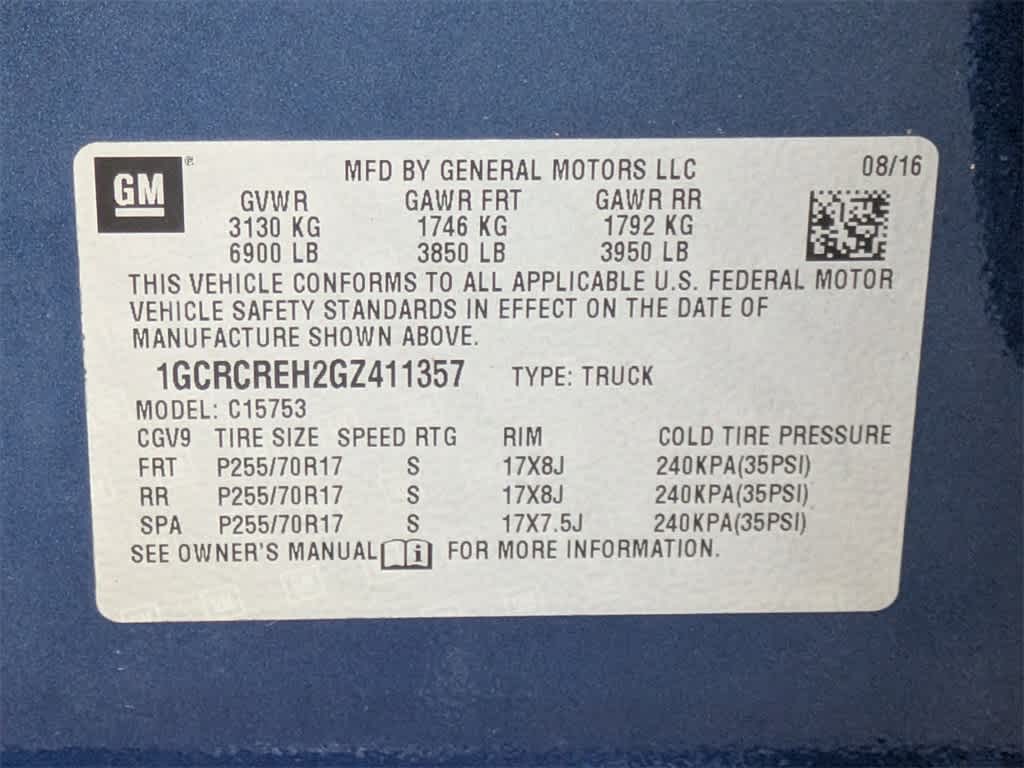 GM ® MFD BY GENERAL MOTORS LLC 08/16
GVWR GAWR FRT GAWR RR
3130 KG 1746 KG 1792 KG
6900 LB 3850 LB 3950 LB
THIS VEHICLE CONFORMS TO ALL APPLICABLE U.S. FEDERAL MOTOR
VEHICLE SAFETY STANDARDS IN EFFECT ON THE DATE OF
MANUFACTURE SHOWN ABOVE.
1GCRCREH2GZ411357 TYPE: TRUCK
MODEL: C15753
CGV9 TIRE SIZE SPEED RTG RIM COLD TIRE PRESSURE
FRT P255/70R17 S 17X8J 240KPA(35PSI)
RR P255/70R17 S 17X8J 240KPA(35PSI)
SPA P255/70R17 S 17X7.5J 240KPA(35PSI)
SEE OWNER'S MANUAL i FOR MORE INFORMATION.